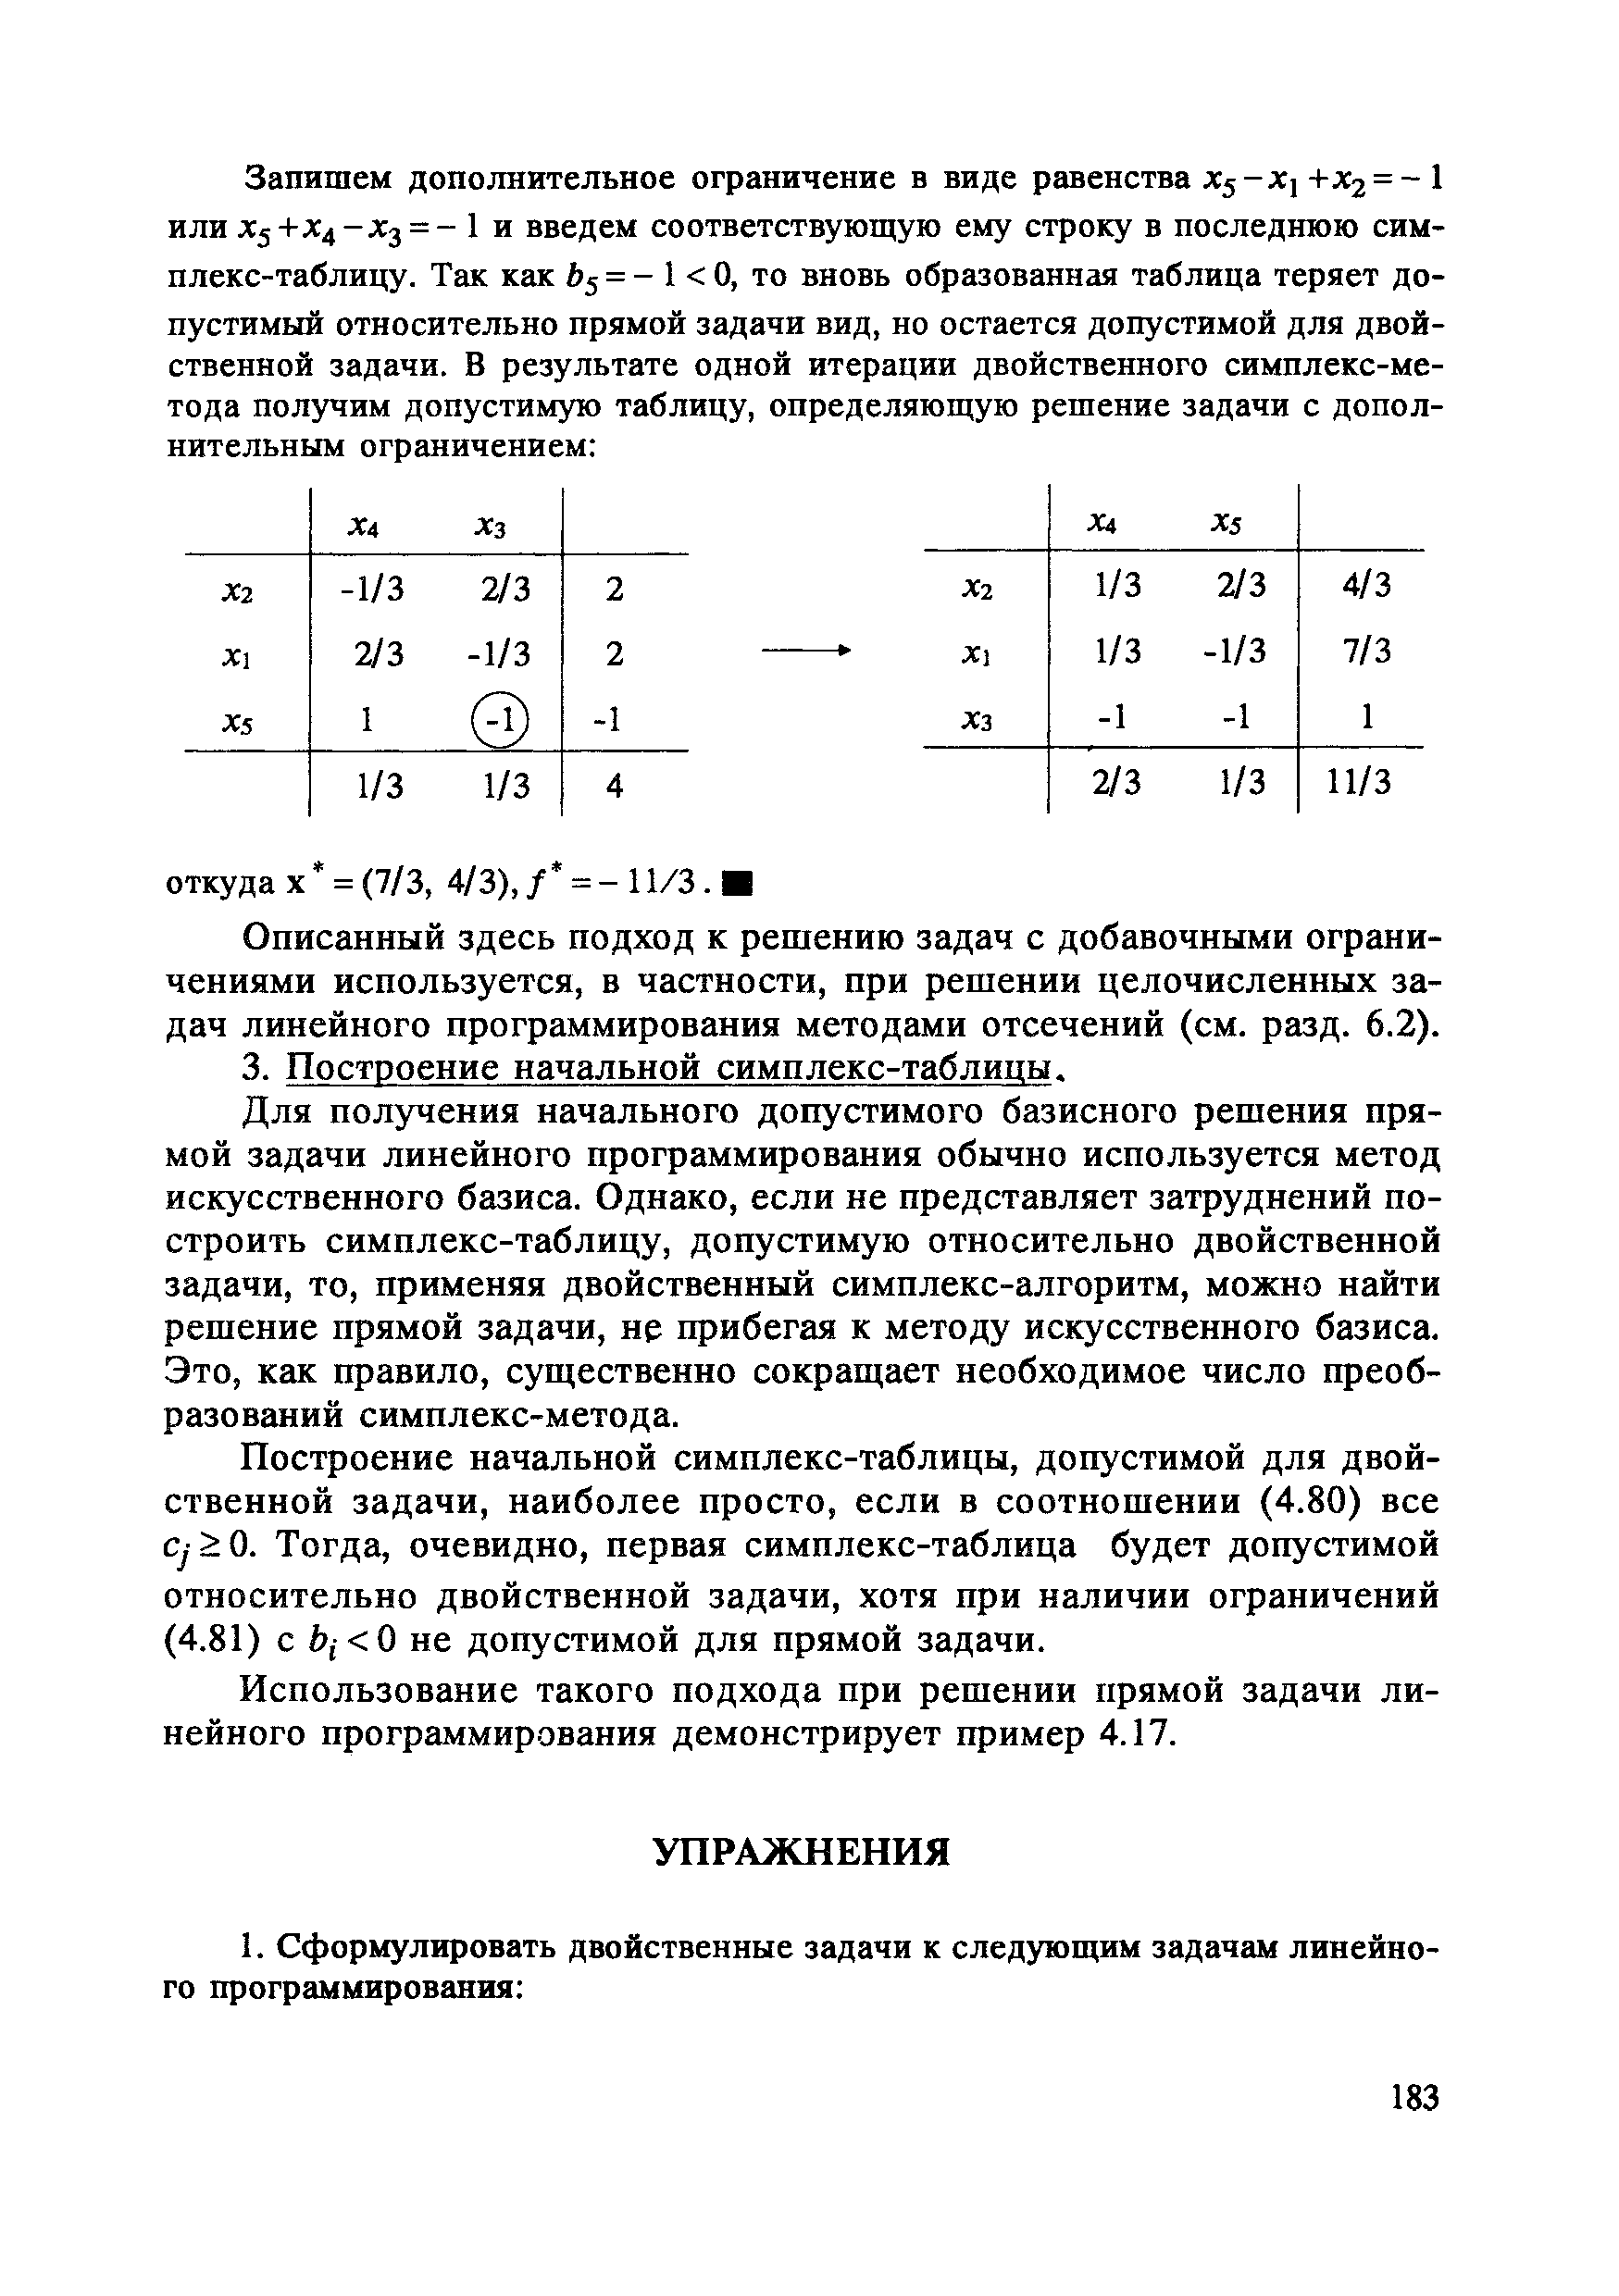 Запишем дополнительное ограничение в виде равенства x₅−x₁+x₂=−1
или x₅+x₄−x₃=−1 и введем соответствующую ему строку в последнюю сим-
плекс-таблицу. Так как b₅=−1<0, то вновь образованная таблица теряет до-
пустимый относительно прямой задачи вид, но остается допустимой для двой-
ственной задачи. В результате одной итерации двойственного симплекс-ме-
тода получим допустимую таблицу, определяющую решение задачи с допол-
нительным ограничением:
x₄ x₃
x₂ -1/3 2/3 2
x₁ 2/3 -1/3 2
x₅ 1 -1 -1
1/3 1/3 4
x₄ x₅
x₂ 1/3 2/3 4/3
x₁ 1/3 -1/3 7/3
x₃ -1 -1 1
2/3 1/3 11/3
откуда x*=(7/3, 4/3), f*=−11/3. ■
Описанный здесь подход к решению задач с добавочными ограни-
чениями используется, в частности, при решении целочисленных за-
дач линейного программирования методами отсечений (см. разд. 6.2).
3. Построение начальной симплекс-таблицы.
Для получения начального допустимого базисного решения пря-
мой задачи линейного программирования обычно используется метод
искусственного базиса. Однако, если не представляет затруднений по-
строить симплекс-таблицу, допустимую относительно двойственной
задачи, то, применяя двойственный симплекс-алгоритм, можно найти
решение прямой задачи, не прибегая к методу искусственного базиса.
Это, как правило, существенно сокращает необходимое число преоб-
разований симплекс-метода.
Построение начальной симплекс-таблицы, допустимой для двой-
ственной задачи, наиболее просто, если в соотношении (4.80) все
cⱼ≥0. Тогда, очевидно, первая симплекс-таблица будет допустимой
относительно двойственной задачи, хотя при наличии ограничений
(4.81) с bᵢ<0 не допустимой для прямой задачи.
Использование такого подхода при решении прямой задачи ли-
нейного программирования демонстрирует пример 4.17.
УПРАЖНЕНИЯ
1. Сформулировать двойственные задачи к следующим задачам линейно-
го программирования:
183